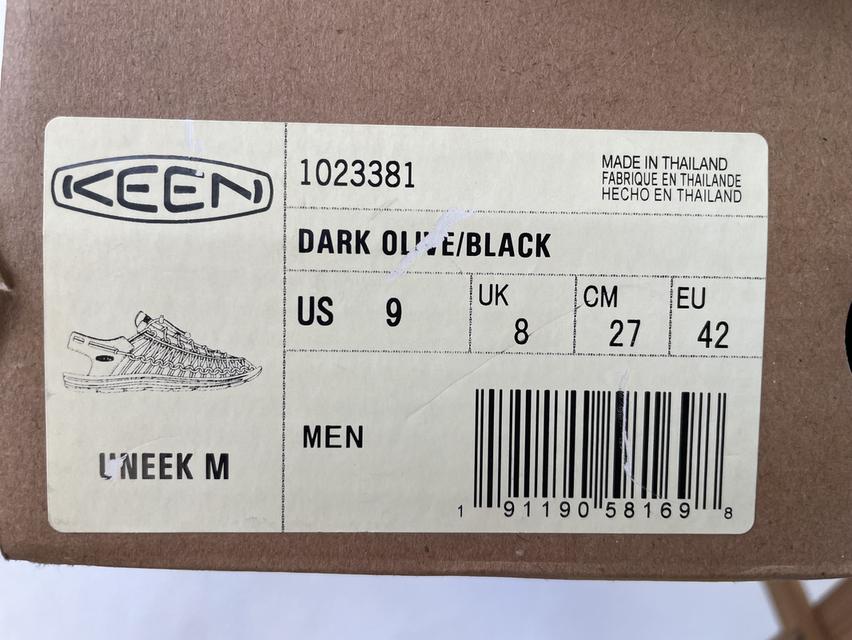 KEEN
1023381
MADE IN THAILAND
FABRIQUE EN THAILANDE
HECHO EN THAILAND
DARK OLIVE/BLACK
US 9
UK 8
CM 27
EU 42
MEN
UNEEK M
1 91190 58169 8